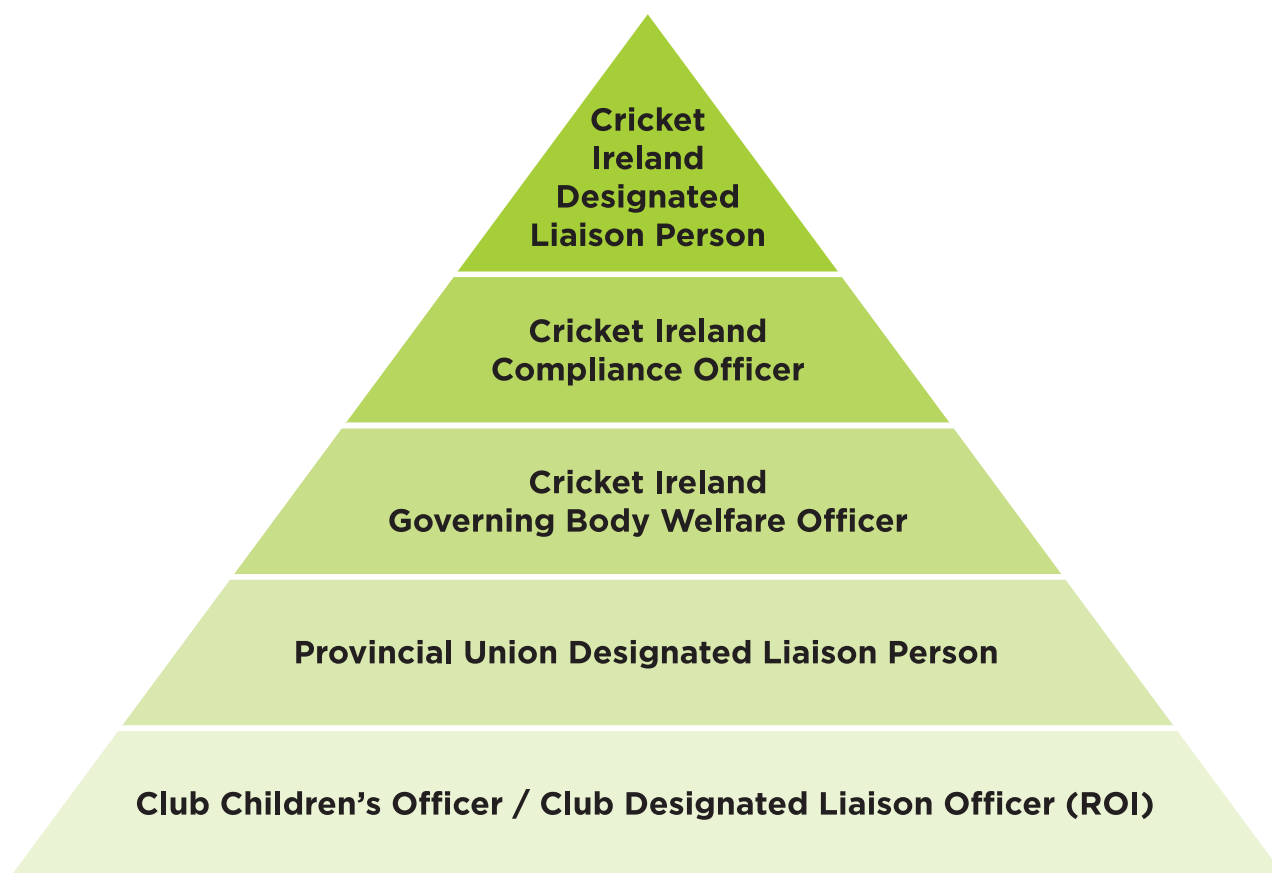 Cricket
Ireland
Designated
Liaison Person
Cricket Ireland
Compliance Officer
Cricket Ireland
Governing Body Welfare Officer
Provincial Union Designated Liaison Person
Club Children’s Officer / Club Designated Liaison Officer (ROI)